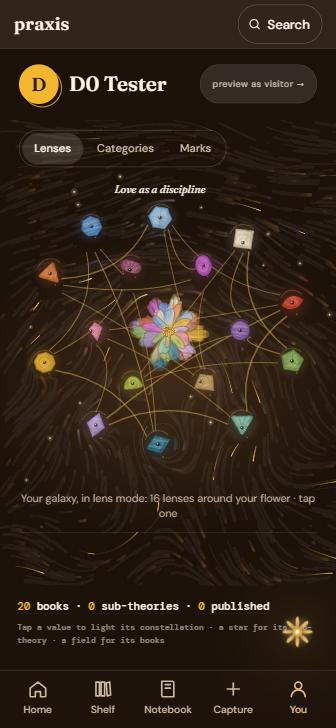 praxis
Search
D
D0 Tester
preview as visitor →
Lenses
Categories
Marks
Love as a discipline
Your galaxy, in lens mode: 16 lenses around your flower · tap
one
20 books · 0 sub-theories · 0 published
Tap a value to light its constellation · a star for its
theory · a field for its books
Home
Shelf
Notebook
Capture
You